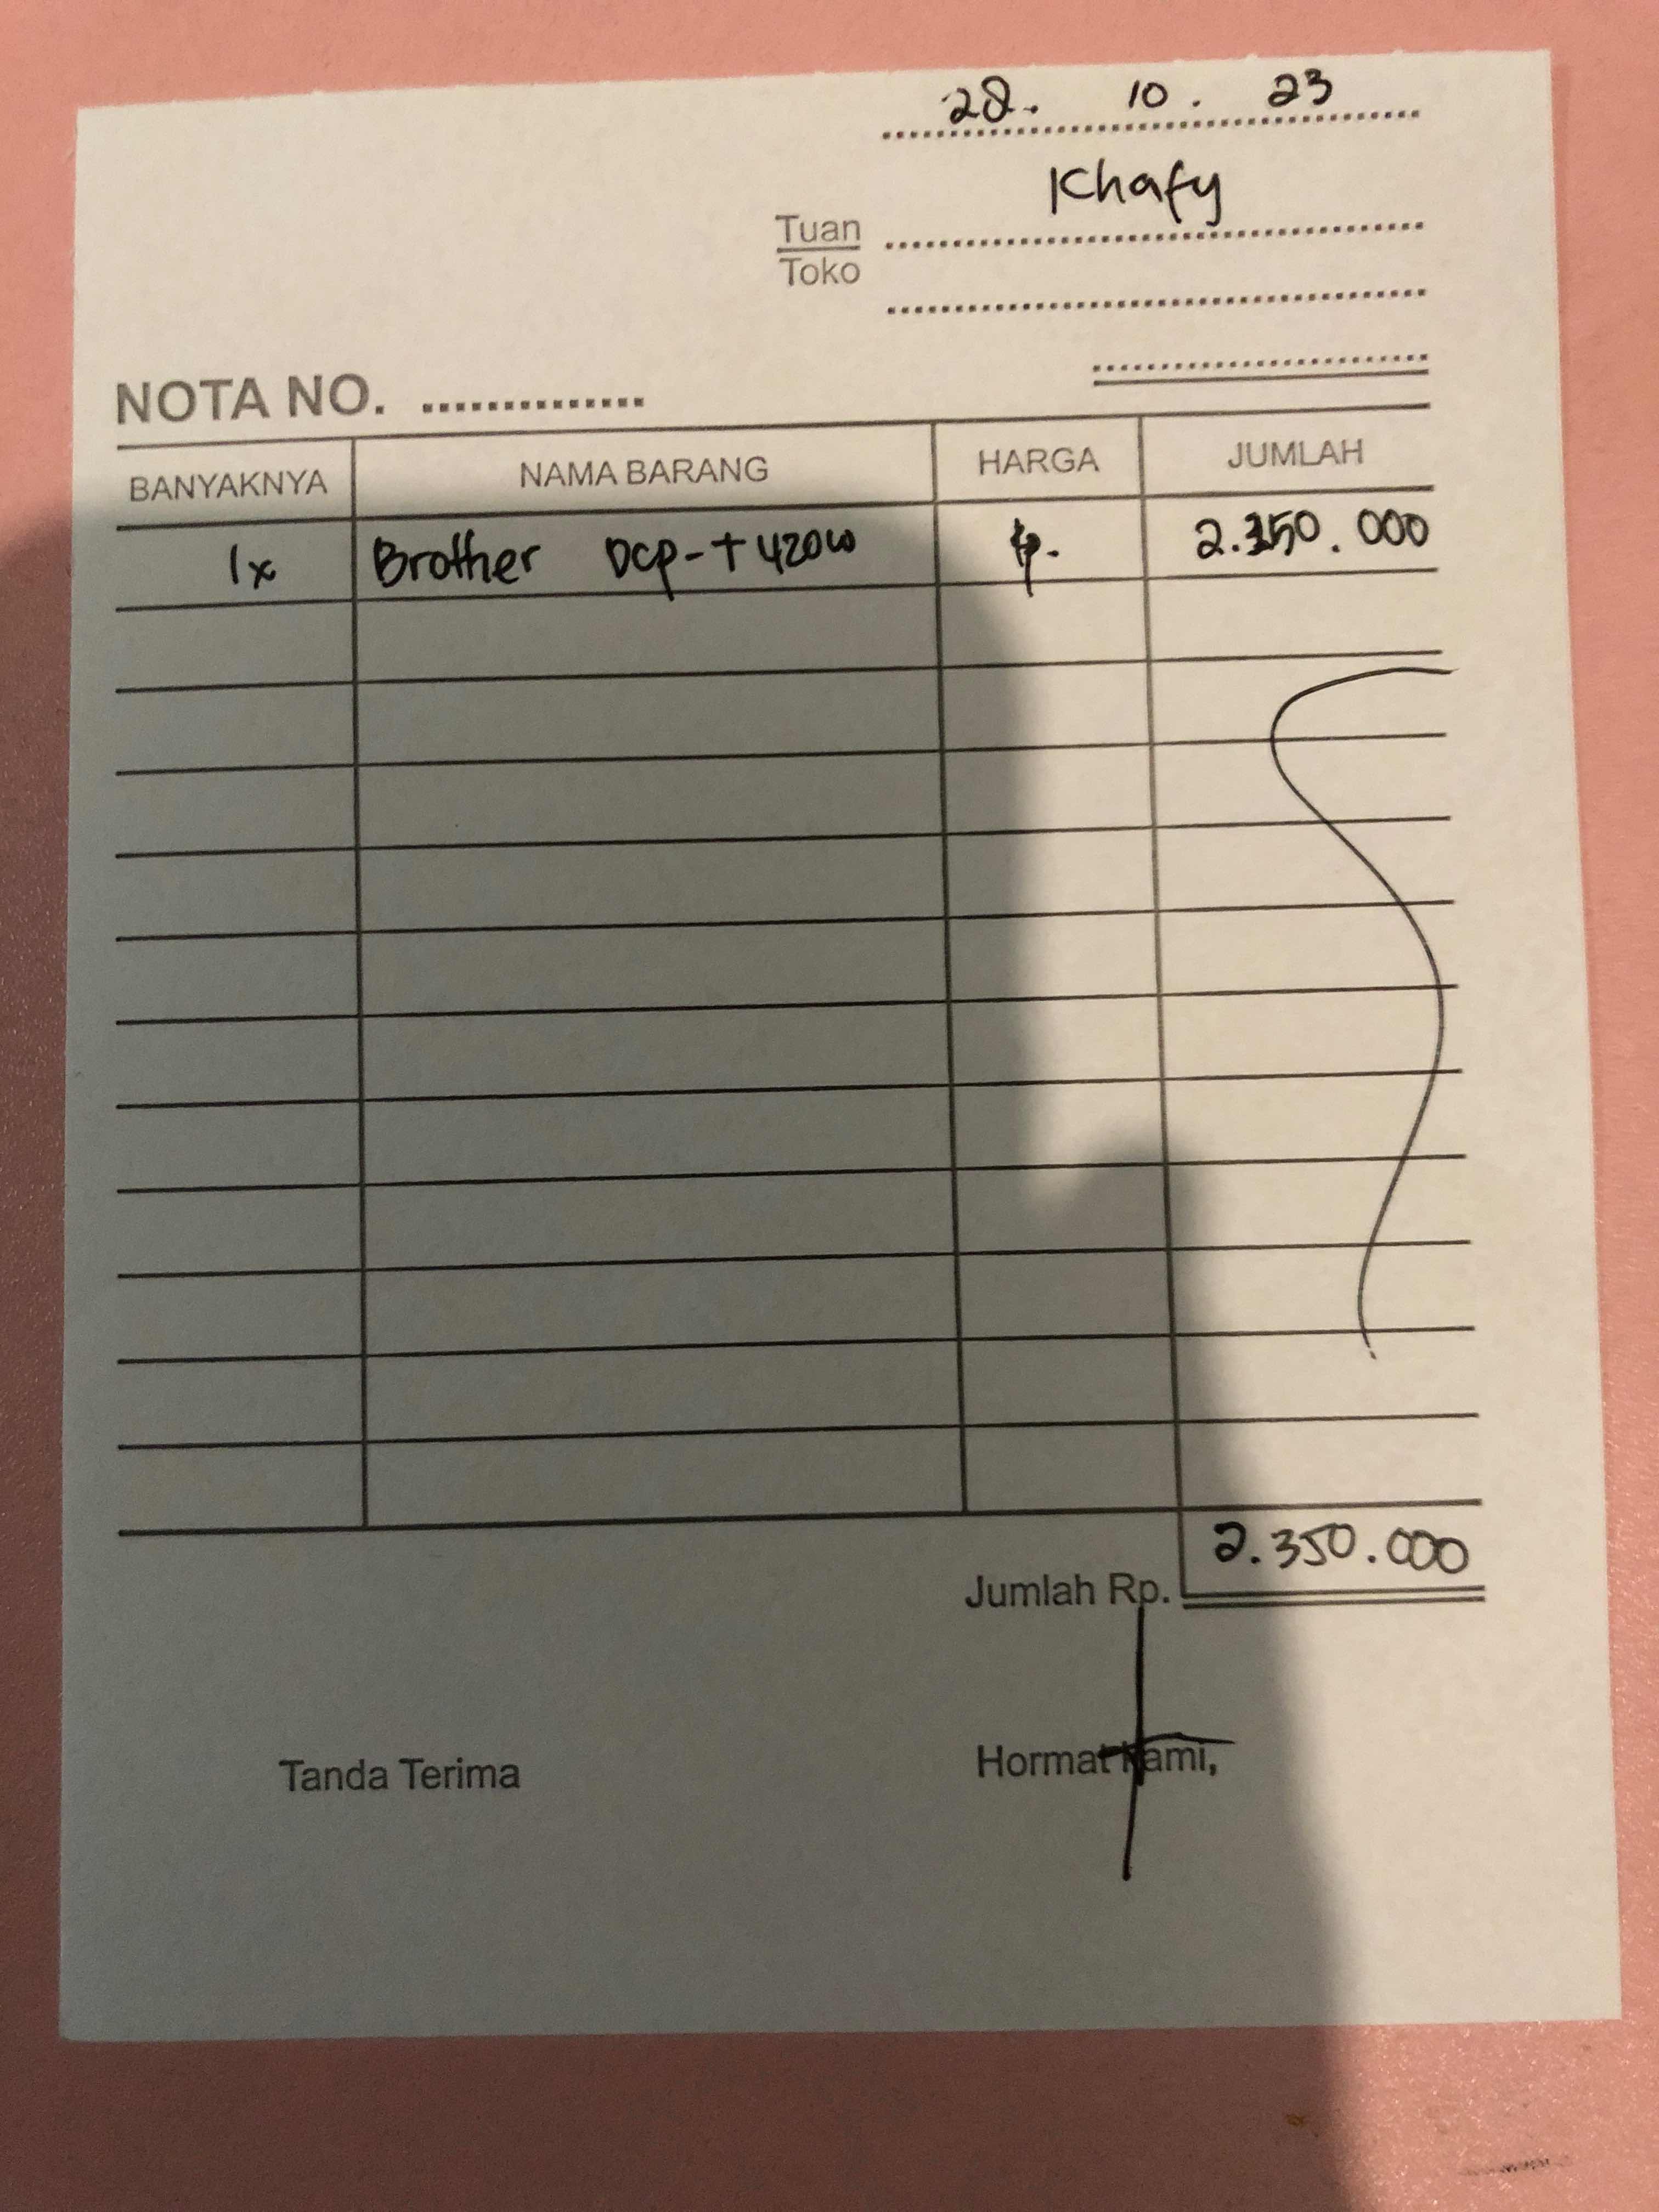 28. 10. 23
Khafy
Tuan
Toko
NOTA NO.
BANYAKNYA NAMA BARANG HARGA JUMLAH
1x Brother DCP-T420W 2.350.000
Jumlah Rp. 2.350.000
Tanda Terima Hormat kami,